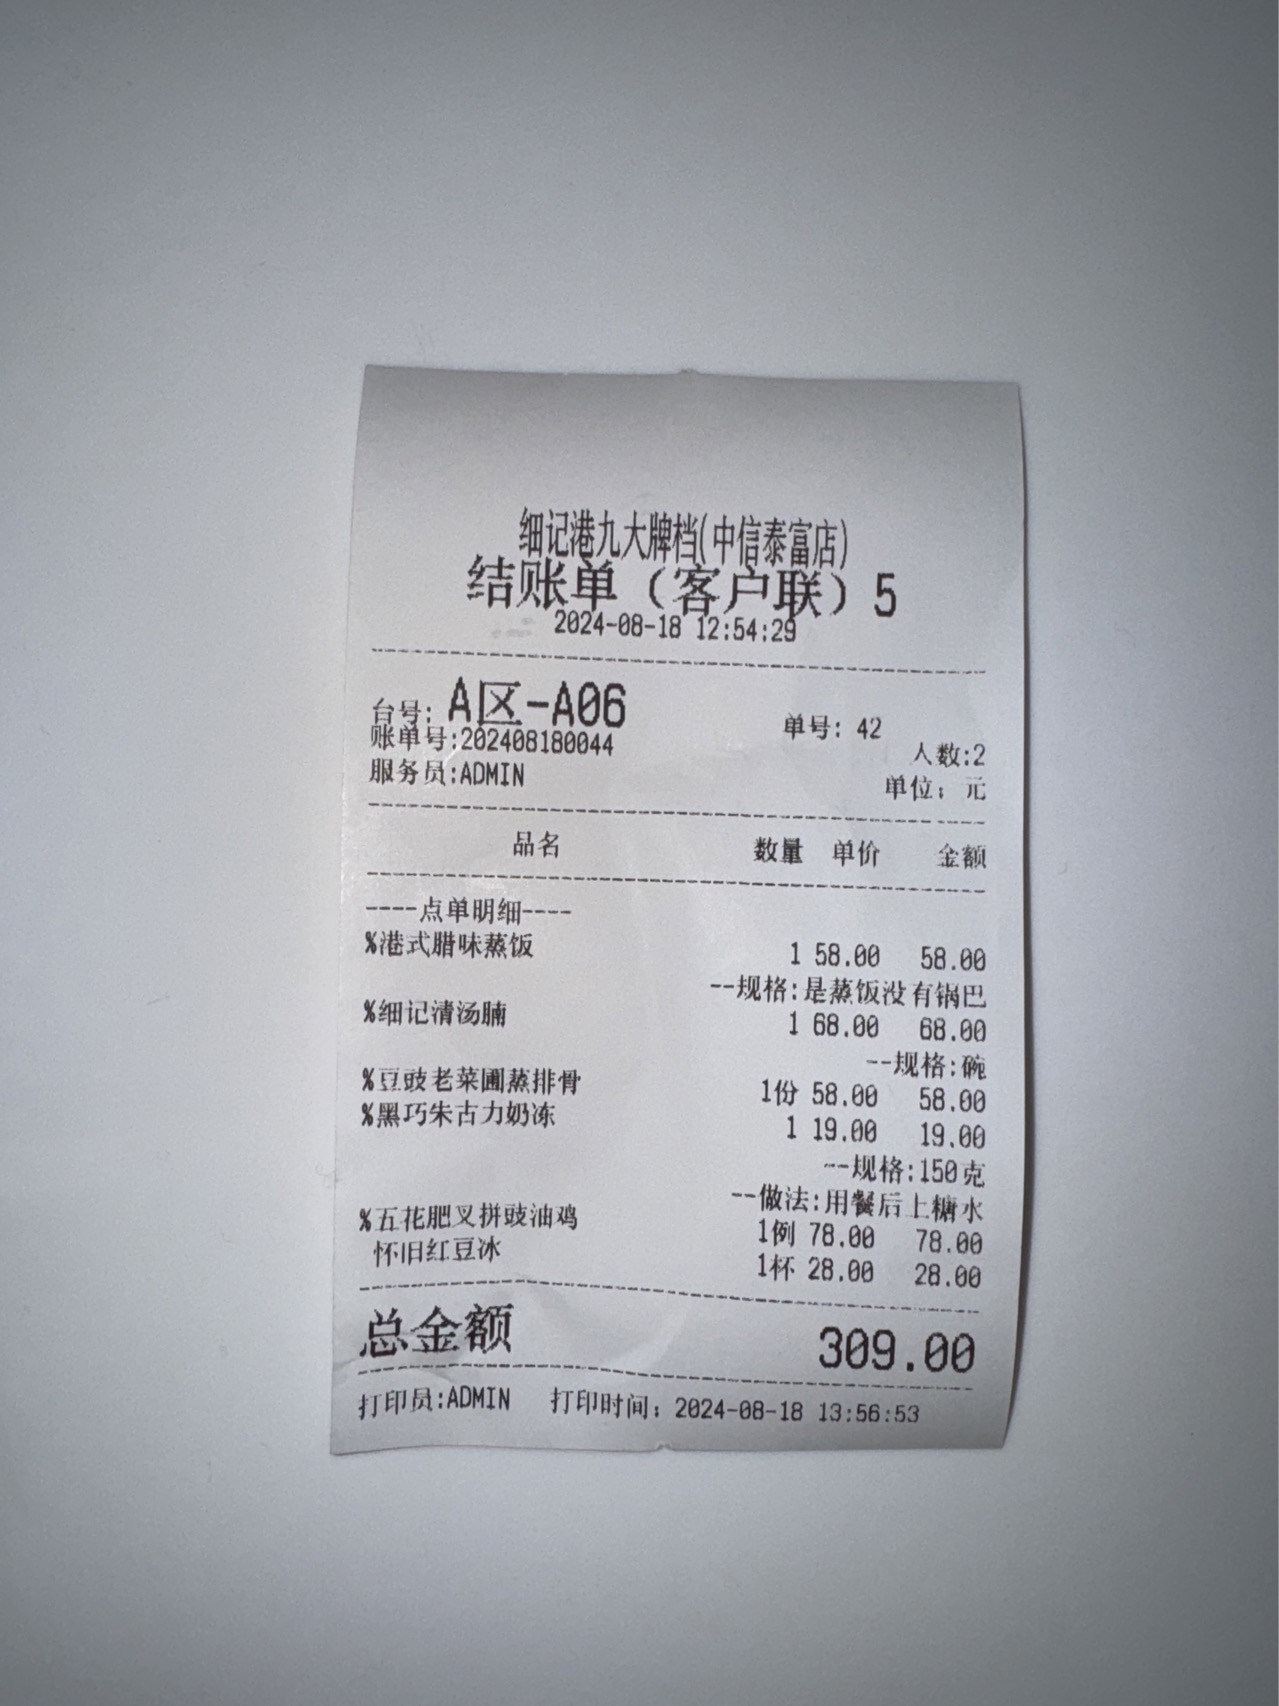 细记港九大牌档(中信泰富店)
结账单（客户联）5
2024-08-18 12:54:29
台号: A区-A06 单号: 42
账单号:202408180044 人数:2
服务员:ADMIN 单位: 元
品名 数量 单价 金额
----点单明细----
%港式腊味蒸饭 1 58.00 58.00
--规格:是蒸饭没有锅巴
%细记清汤腩 1 68.00 68.00
--规格:碗
%豆豉老菜圃蒸排骨 1份 58.00 58.00
%黑巧朱古力奶冻 1 19.00 19.00
--规格:150克
--做法:用餐后上糖水
%五花肥叉拼豉油鸡 1例 78.00 78.00
怀旧红豆冰 1杯 28.00 28.00
总金额 309.00
打印员:ADMIN 打印时间: 2024-08-18 13:56:53